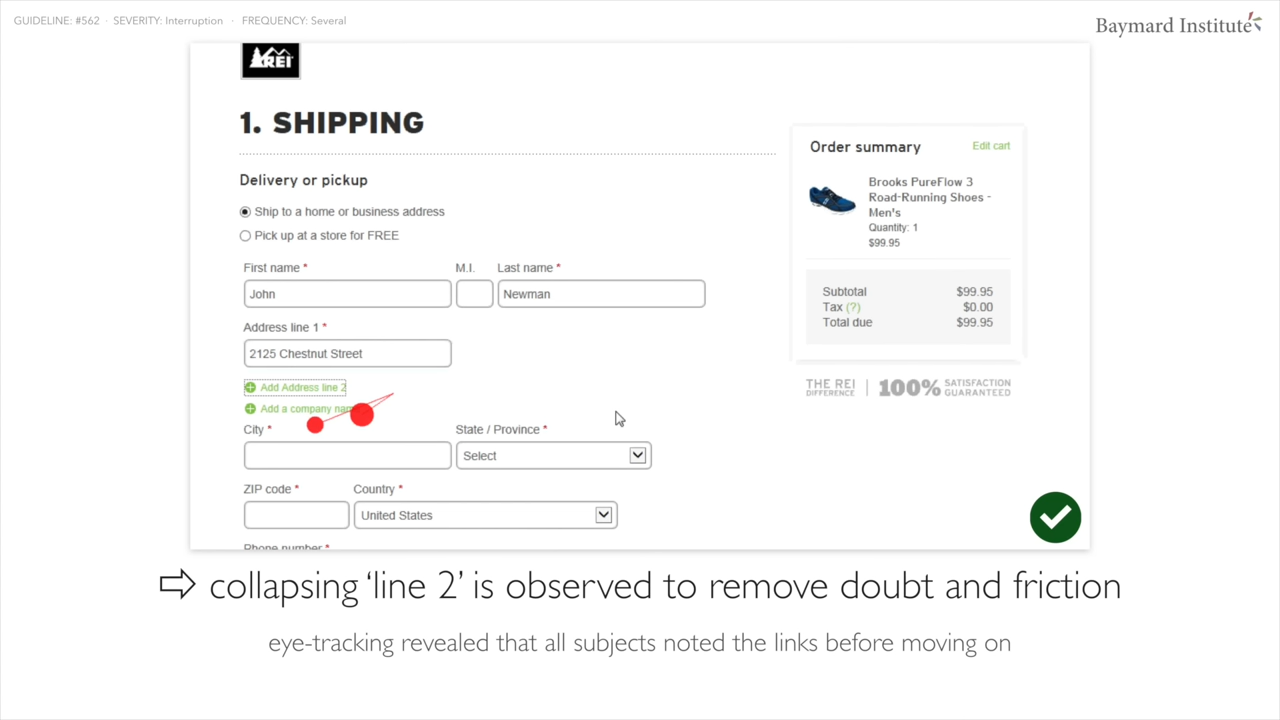 GUIDELINE: #562 · SEVERITY: Interruption · FREQUENCY: Several
Baymard Institute
REI
1. SHIPPING
Delivery or pickup
Ship to a home or business address
Pick up at a store for FREE
First name * M.I. Last name *
John Newman
Address line 1 *
2125 Chestnut Street
Add Address line 2
Add a company name
City * State / Province *
Select
ZIP code * Country *
United States
Phone number *
Order summary Edit cart
Brooks PureFlow 3
Road-Running Shoes -
Men's
Quantity: 1
$99.95
Subtotal $99.95
Tax (?) $0.00
Total due $99.95
THE REI
DIFFERENCE | 100% SATISFACTION
GUARANTEED
⇨ collapsing ‘line 2’ is observed to remove doubt and friction
eye-tracking revealed that all subjects noted the links before moving on